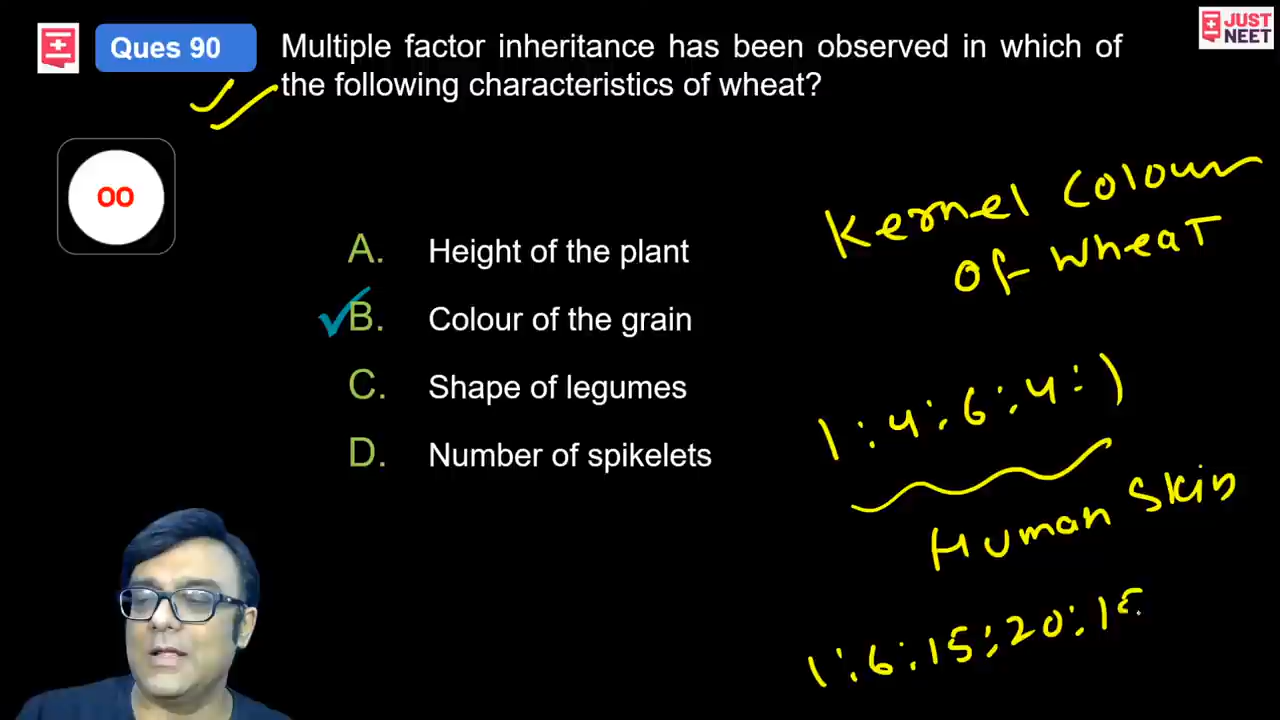 JUST
NEET
Ques 90
Multiple factor inheritance has been observed in which of
the following characteristics of wheat?
00
A. Height of the plant
B. Colour of the grain
C. Shape of legumes
D. Number of spikelets
Kernel Colour
of wheat
1:4:6:4:1
Human Skin
1:6:15:20:15